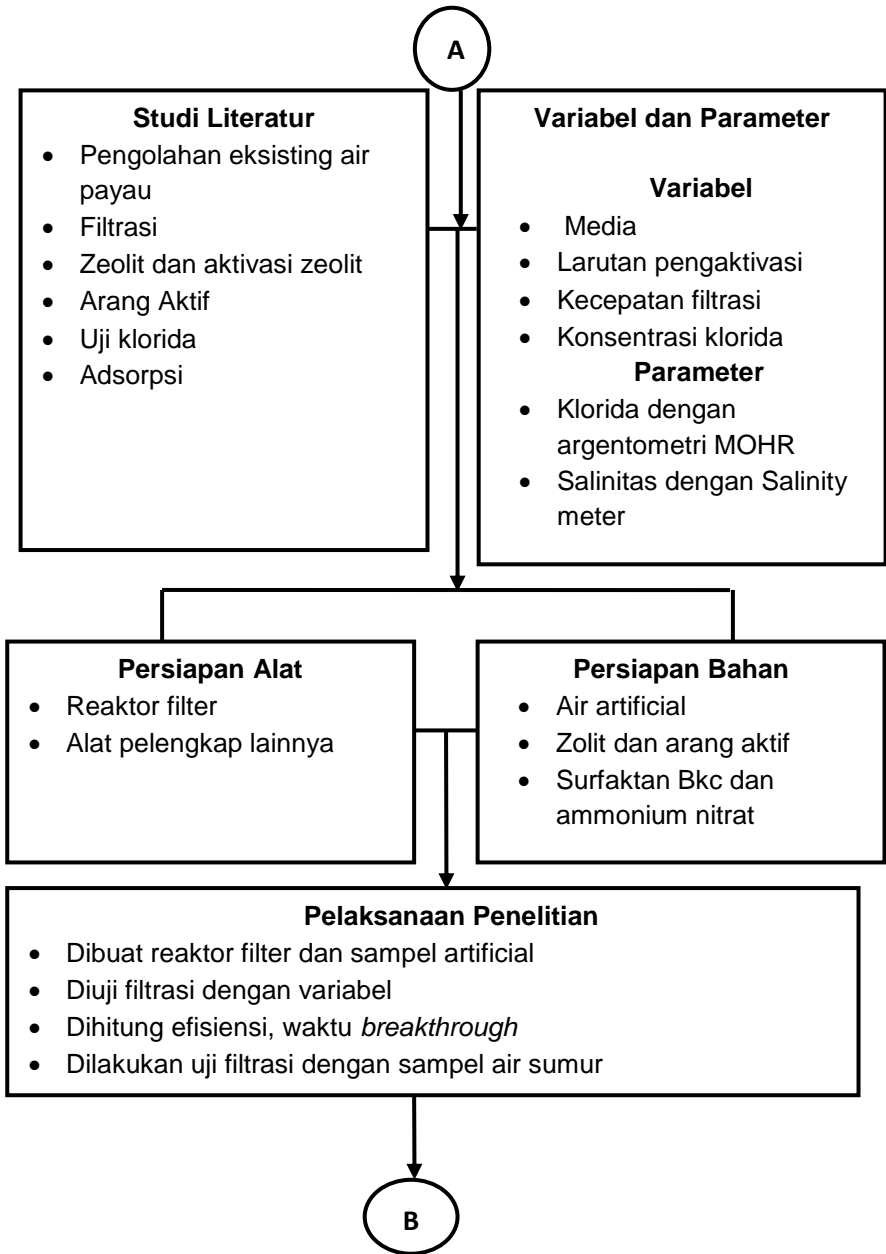 A
Studi Literatur
• Pengolahan eksisting air
payau
• Filtrasi
• Zeolit dan aktivasi zeolit
• Arang Aktif
• Uji klorida
• Adsorpsi
Variabel dan Parameter
Variabel
• Media
• Larutan pengaktivasi
• Kecepatan filtrasi
• Konsentrasi klorida
Parameter
• Klorida dengan
argentometri MOHR
• Salinitas dengan Salinity
meter
Persiapan Alat
• Reaktor filter
• Alat pelengkap lainnya
Persiapan Bahan
• Air artificial
• Zolit dan arang aktif
• Surfaktan Bkc dan
ammonium nitrat
Pelaksanaan Penelitian
• Dibuat reaktor filter dan sampel artificial
• Diuji filtrasi dengan variabel
• Dihitung efisiensi, waktu breakthrough
• Dilakukan uji filtrasi dengan sampel air sumur
B